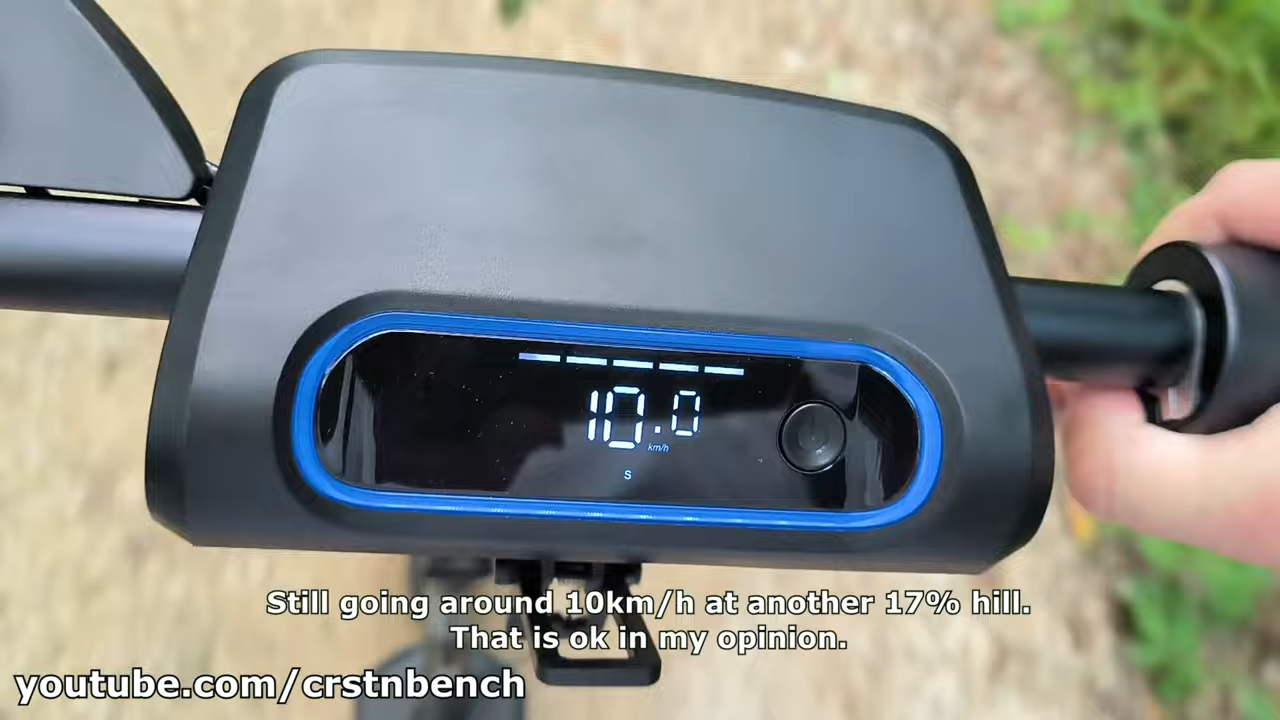 10.0
km/h
S
Still going around 10km/h at another 17% hill.
That is ok in my opinion.
youtube.com/crstnbench